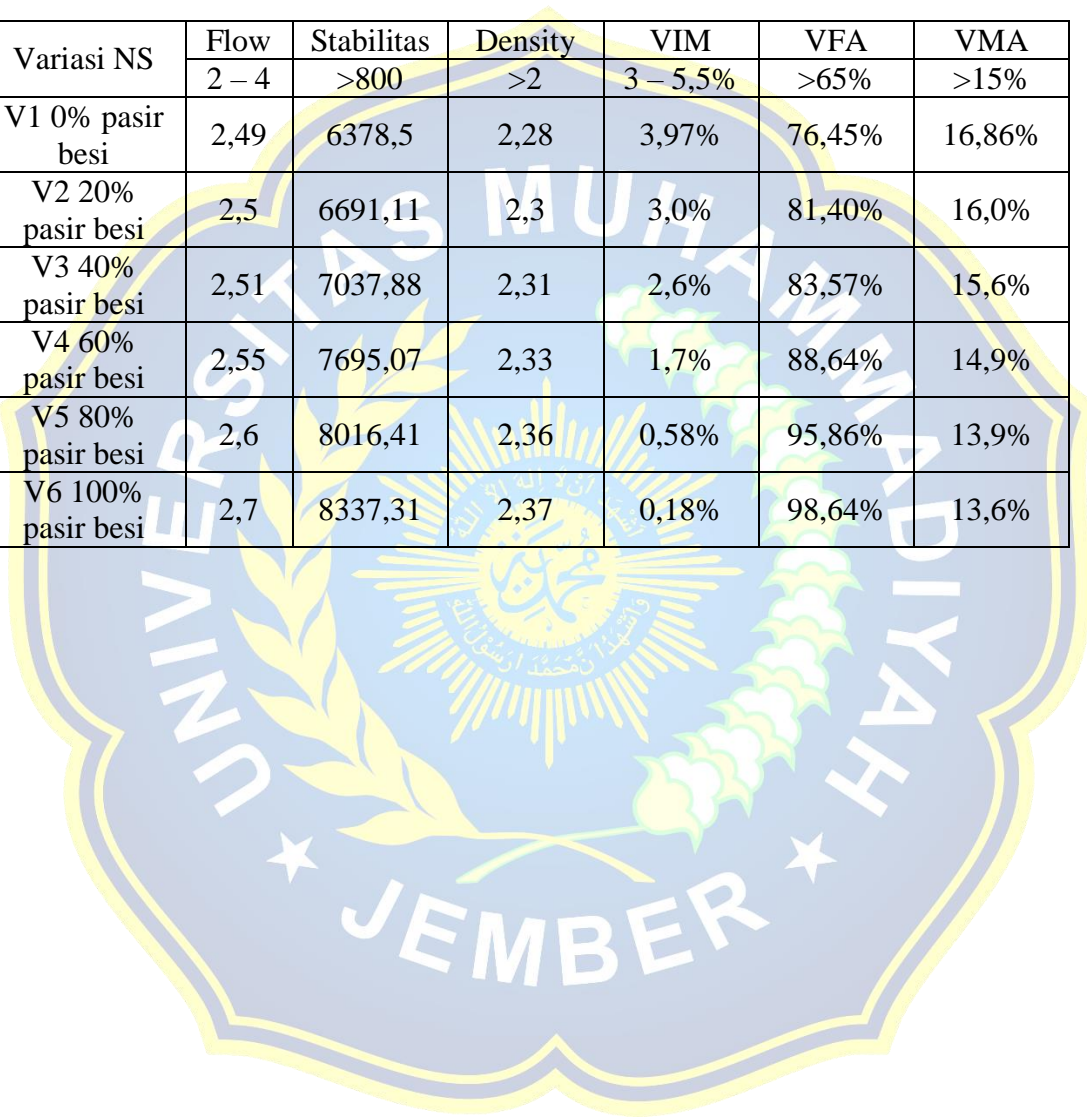 Variasi NS Flow Stabilitas Density VIM VFA VMA
2 – 4 >800 >2 3 – 5,5% >65% >15%
V1 0% pasir
besi 2,49 6378,5 2,28 3,97% 76,45% 16,86%
V2 20%
pasir besi 2,5 6691,11 2,3 3,0% 81,40% 16,0%
V3 40%
pasir besi 2,51 7037,88 2,31 2,6% 83,57% 15,6%
V4 60%
pasir besi 2,55 7695,07 2,33 1,7% 88,64% 14,9%
V5 80%
pasir besi 2,6 8016,41 2,36 0,58% 95,86% 13,9%
V6 100%
pasir besi 2,7 8337,31 2,37 0,18% 98,64% 13,6%
UNIVERSITAS MUHAMMADIYAH
JEMBER
محمد